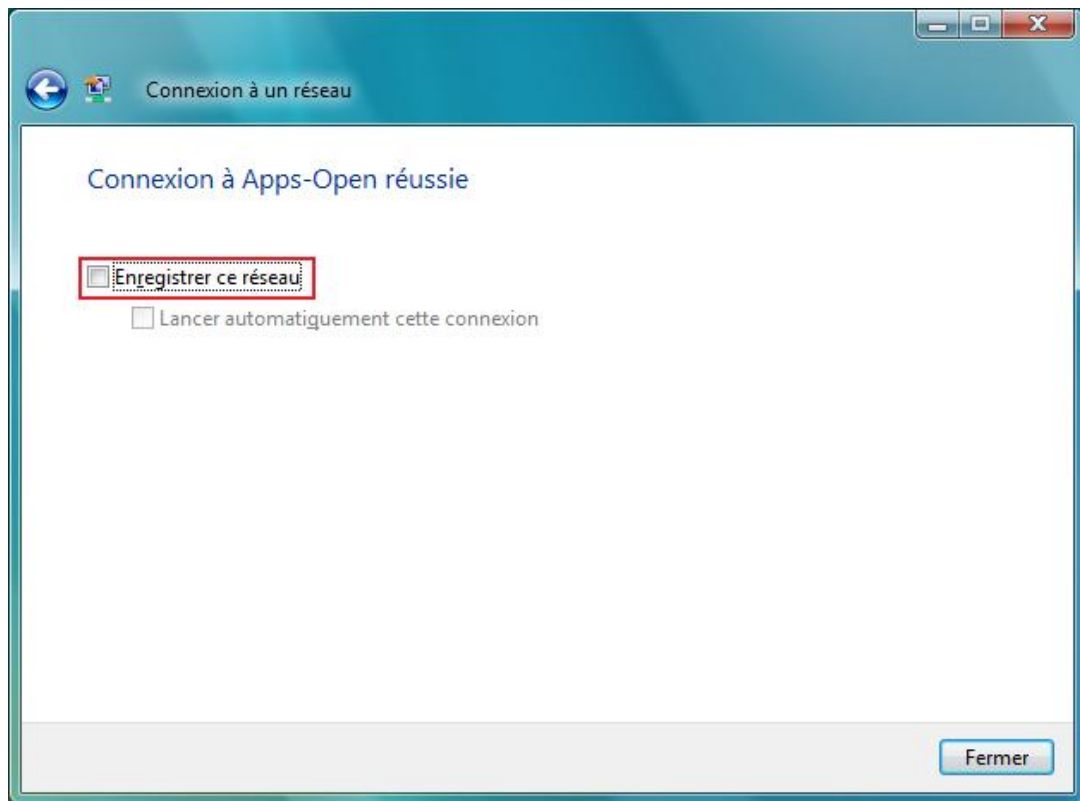 Connexion à un réseau
Connexion à Apps-Open réussie
Enregistrer ce réseau
Lancer automatiquement cette connexion
Fermer